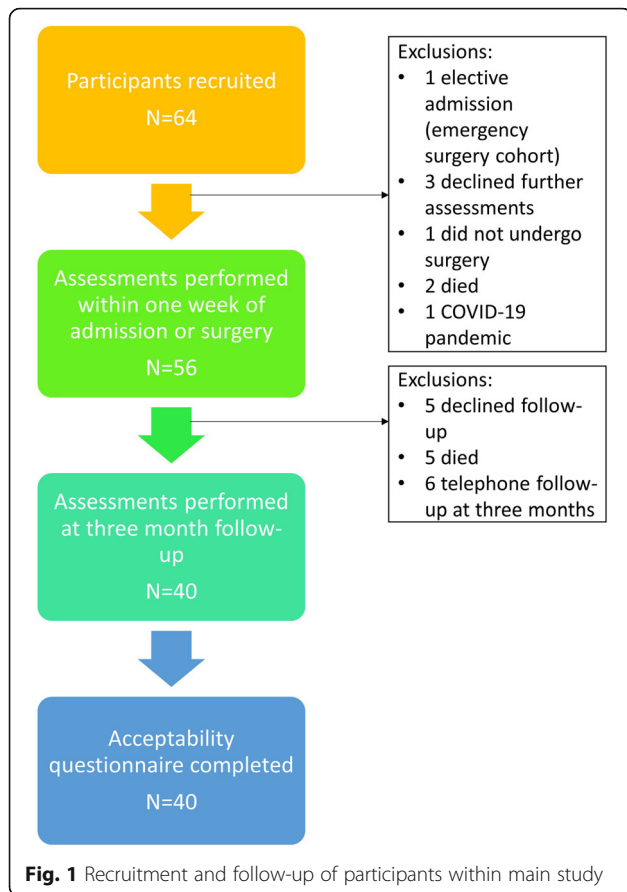 Participants recruited
N=64
Exclusions:
• 1 elective
admission
(emergency
surgery cohort)
• 3 declined further
assessments
• 1 did not undergo
surgery
• 2 died
• 1 COVID-19
pandemic
Assessments performed
within one week of
admission or surgery
N=56
Exclusions:
• 5 declined follow-
up
• 5 died
• 6 telephone follow-
up at three months
Assessments performed
at three month follow-
up
N=40
Acceptability
questionnaire completed
N=40
Fig. 1 Recruitment and follow-up of participants within main study